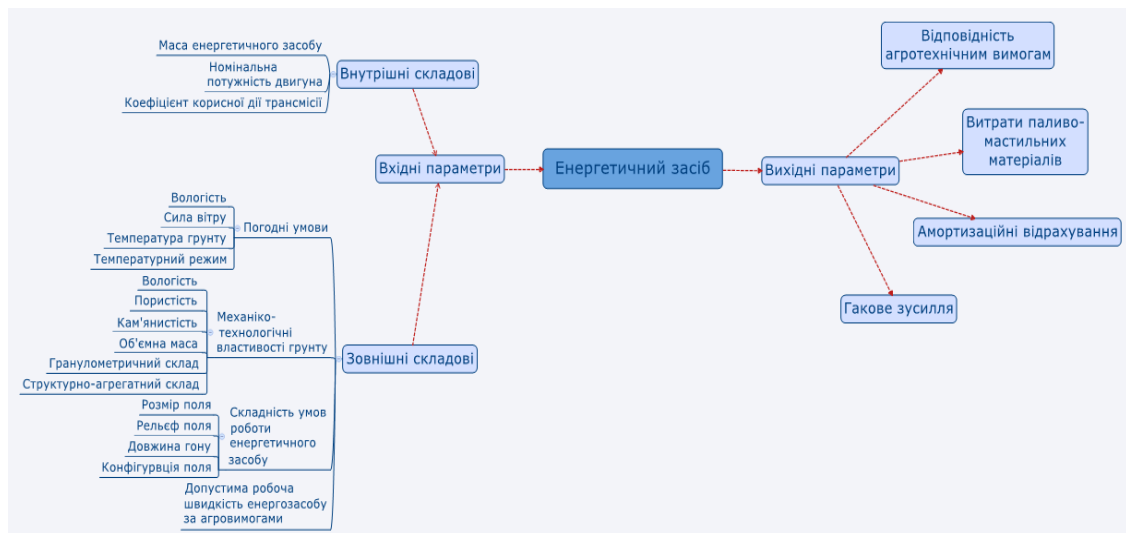 Маса енергетичного засобу
Номінальна
потужність двигуна
Коефіцієнт корисної дії трансмісії
Внутрішні складові
Вхідні параметри
Енергетичний засіб
Вихідні параметри
Відповідність
агротехнічним вимогам
Витрати паливо-
мастильних
матеріалів
Амортизаційні відрахування
Гакове зусилля
Вологість
Сила вітру
Температура грунту
Температурний режим
Погодні умови
Вологість
Пористість
Кам'янистість
Об'ємна маса
Гранулометричний склад
Структурно-агрегатний склад
Механіко-
технологічні
властивості грунту
Зовнішні складові
Розмір поля
Рельєф поля
Довжина гону
Конфігурвція поля
Складність умов
роботи
енергетичного
засобу
Допустима робоча
швидкість енергозасобу
за агровимогами